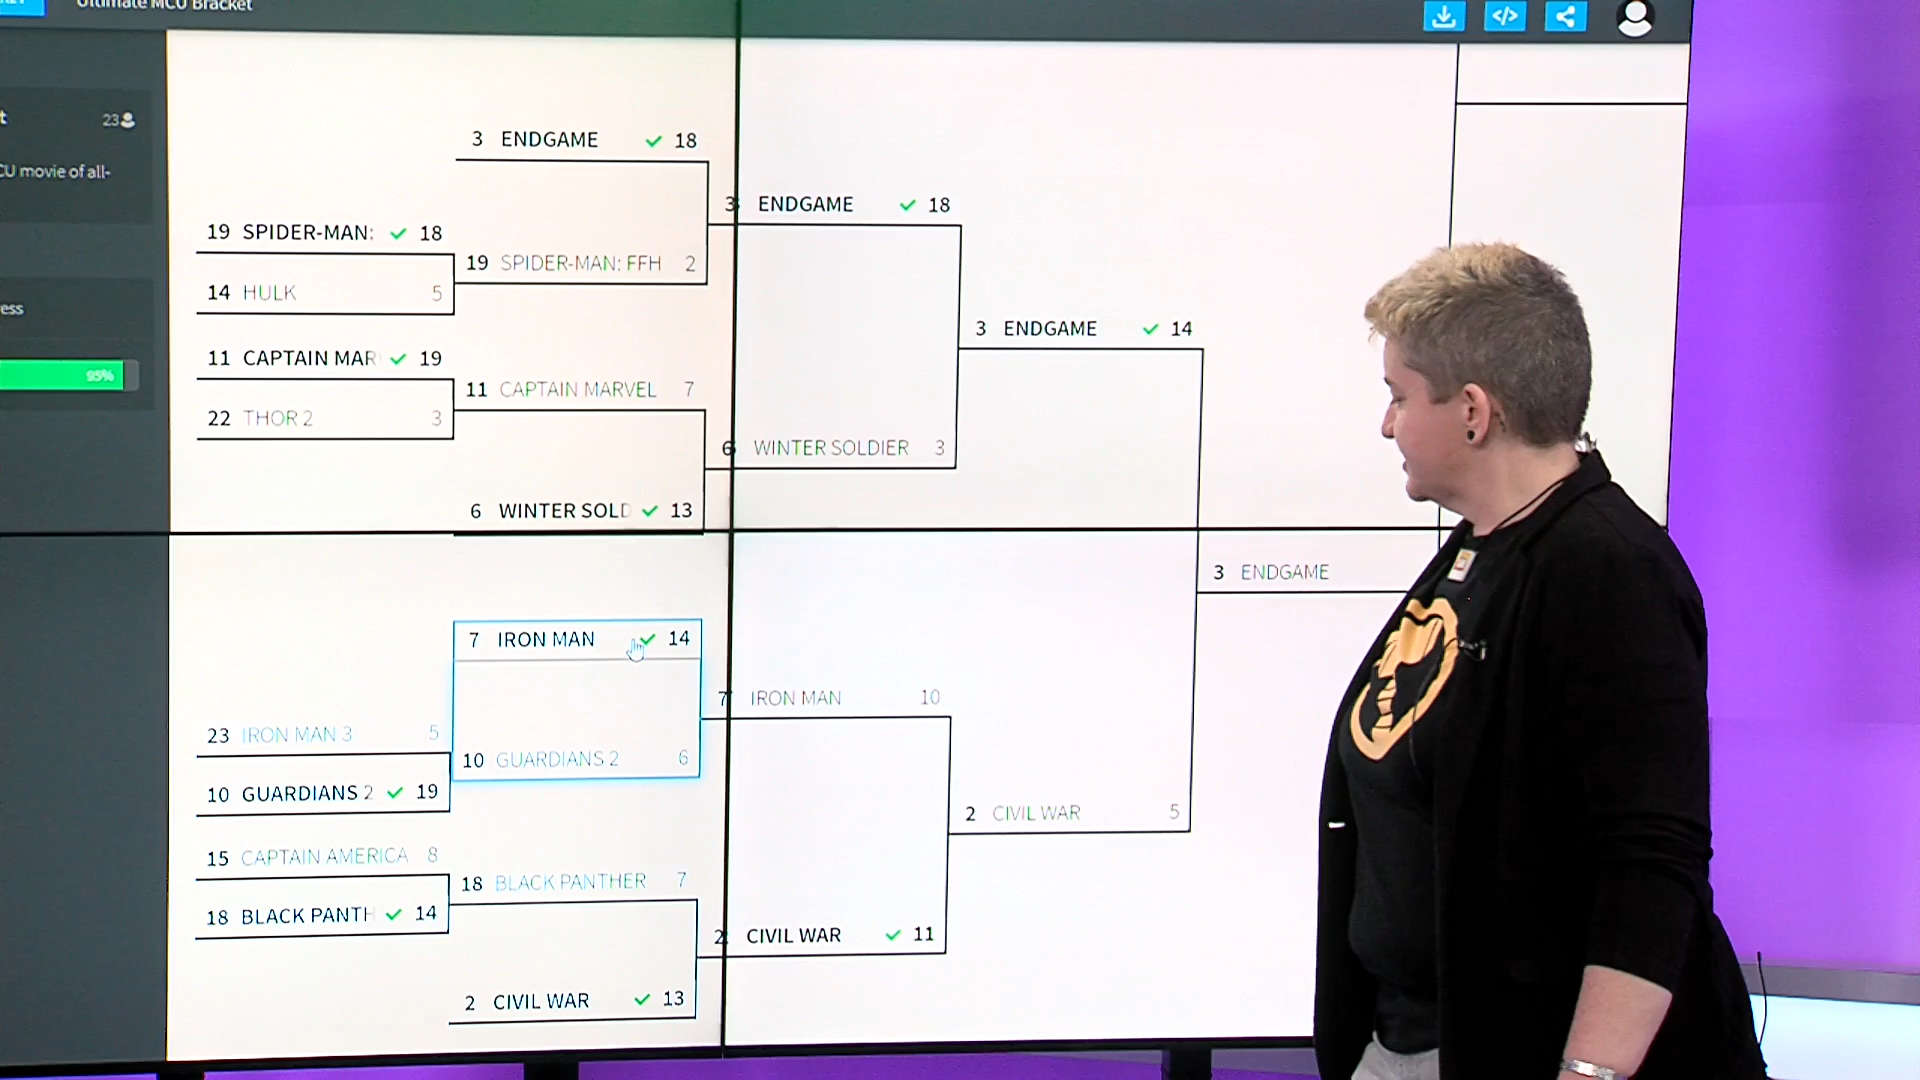 Ultimate MCU Bracket
23
CU movie of all-
ess
95%
3 ENDGAME 18
19 SPIDER-MAN: 18
19 SPIDER-MAN: FFH 2
14 HULK 5
11 CAPTAIN MAR 19
11 CAPTAIN MARVEL 7
22 THOR 2 3
6 WINTER SOLD 13
7 IRON MAN 14
23 IRON MAN 3 5
10 GUARDIANS 2 6
10 GUARDIANS 2 19
15 CAPTAIN AMERICA 8
18 BLACK PANTHER 7
18 BLACK PANTH 14
2 CIVIL WAR 13
3 ENDGAME 18
6 WINTER SOLDIER 3
7 IRON MAN 10
2 CIVIL WAR 11
3 ENDGAME 14
2 CIVIL WAR 5
3 ENDGAME